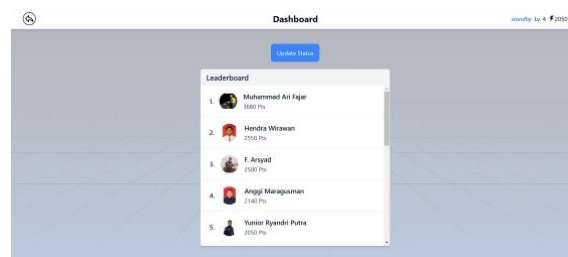 Dashboard
standby Lv. 4 2050
Update Status
Leaderboard
1. Muhammad Ari Fajar
3680 Pts
2. Hendra Wirawan
2550 Pts
3. F. Arsyad
2500 Pts
4. Anggi Maragusman
2140 Pts
5. Yunior Ryandri Putra
2050 Pts